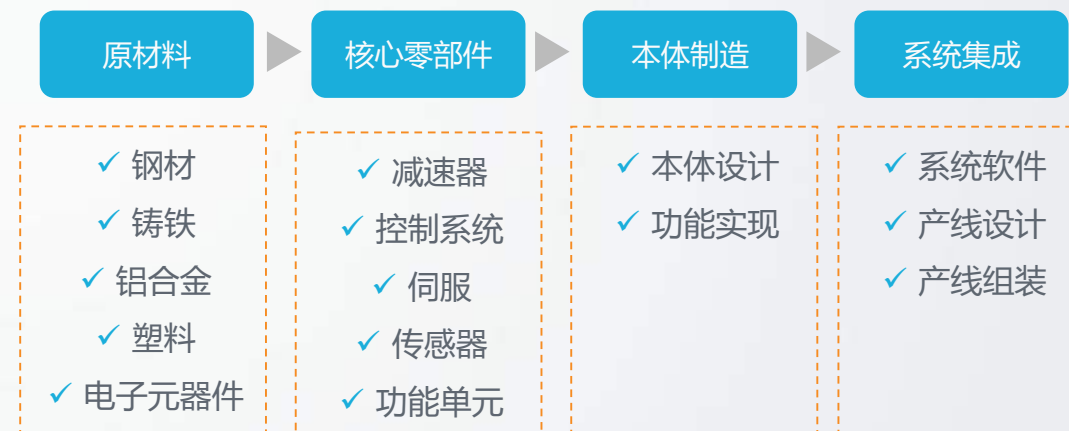 原材料
核心零部件
本体制造
系统集成
钢材
铸铁
铝合金
塑料
电子元器件
减速器
控制系统
伺服
传感器
功能单元
本体设计
功能实现
系统软件
产线设计
产线组装